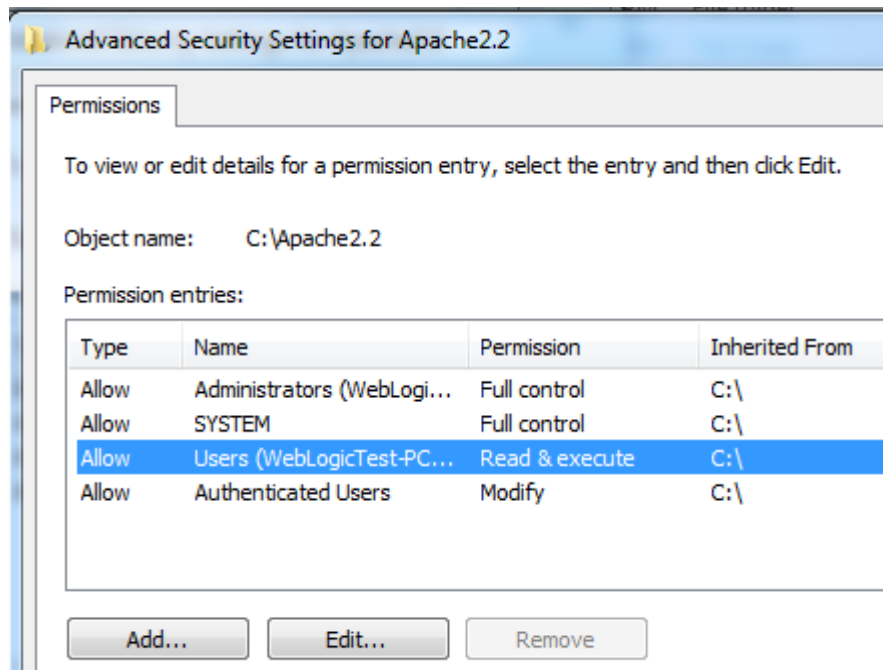 Advanced Security Settings for Apache2.2
Permissions
To view or edit details for a permission entry, select the entry and then click Edit.
Object name: C:\Apache2.2
Permission entries:
Type Name Permission Inherited From
Allow Administrators (WebLogi... Full control C:\
Allow SYSTEM Full control C:\
Allow Users (WebLogicTest-PC... Read & execute C:\
Allow Authenticated Users Modify C:\
Add... Edit... Remove